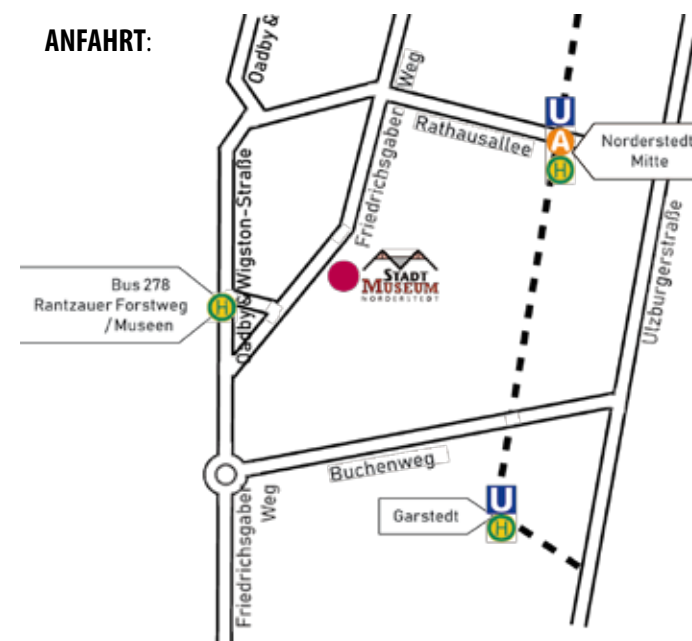 ANFAHRT:
Oadby &
Weg
U
A
H
Rathausallee
Norderstedt
Mitte
Friedrichsgaber
Oadby & Wigston-Straße
Utzburgerstraße
STADT
MUSEUM
NORDERSTEDT
Bus 278
Rantzauer Forstweg
/Museen
H
Buchenweg
U
H
Garstedt
Friedrichsgaber
Weg